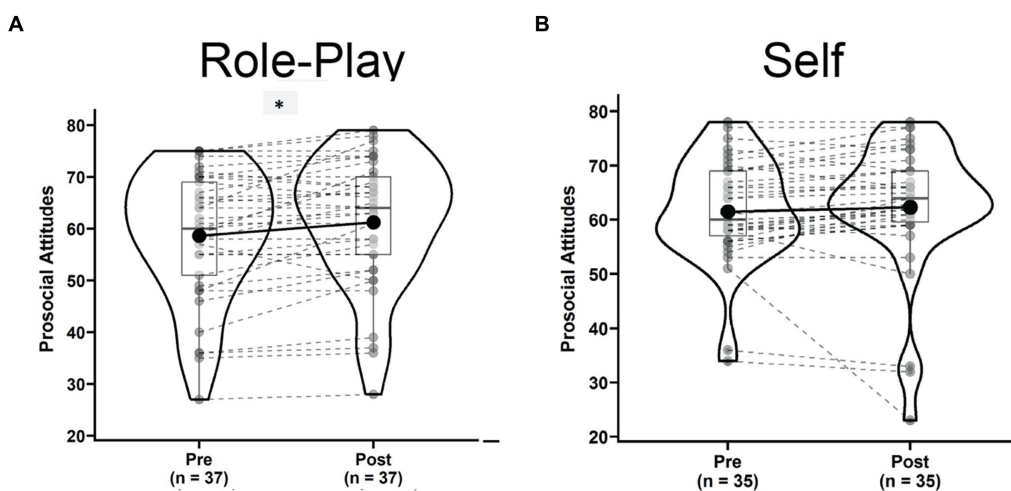 A
Role-Play
*
Prosocial Attitudes
80
70
60
50
40
30
20
Pre
(n = 37)
Post
(n = 37)
B
Self
Prosocial Attitudes
80
70
60
50
40
30
20
Pre
(n = 35)
Post
(n = 35)